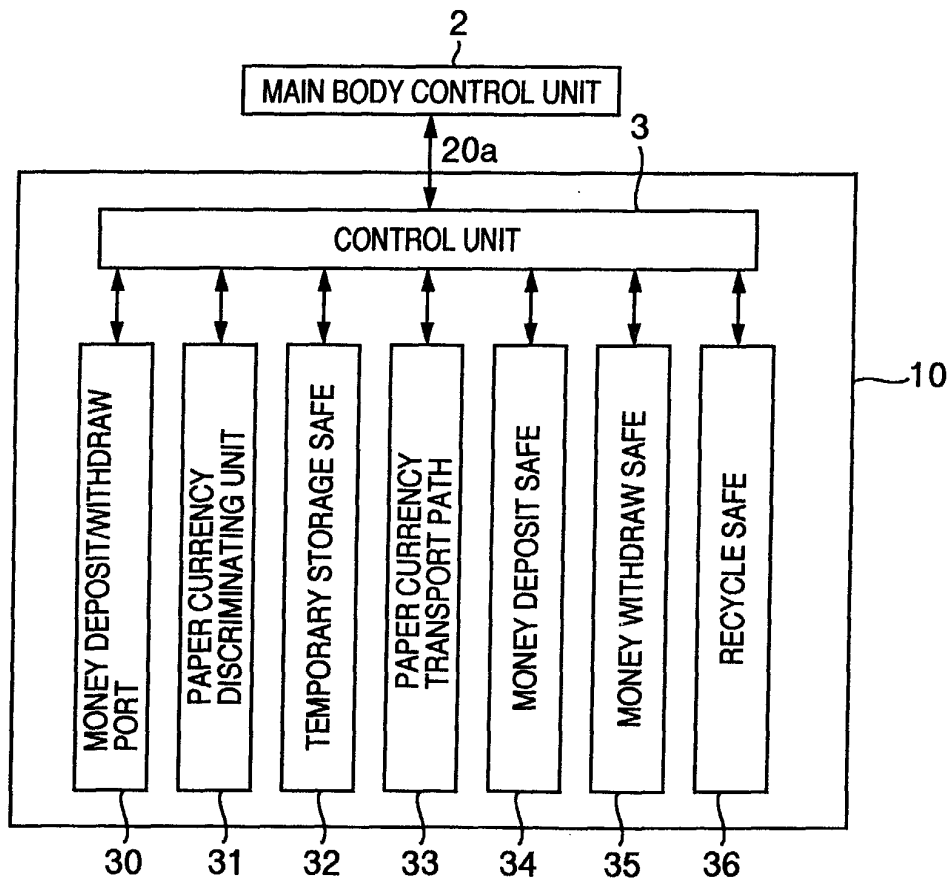 2
MAIN BODY CONTROL UNIT
20a
3
CONTROL UNIT
10
MONEY DEPOSIT/WITHDRAW
PORT
PAPER CURRENCY
DISCRIMINATING UNIT
TEMPORARY STORAGE SAFE
PAPER CURRENCY
TRANSPORT PATH
MONEY DEPOSIT SAFE
MONEY WITHDRAW SAFE
RECYCLE SAFE
30
31
32
33
34
35
36